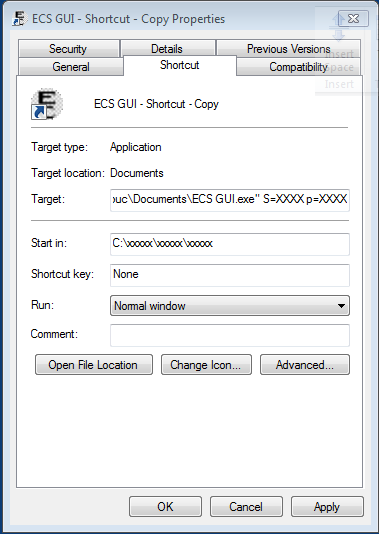 ECS GUI - Shortcut - Copy Properties
Insert
space
Insert
Security Details Previous Versions
General Shortcut Compatibility
ECS GUI - Shortcut - Copy
Target type: Application
Target location: Documents
Target: ouc\Documents\ECS GUI.exe" S=XXXX p=XXXX
Start in: C:\xxxxx\xxxxx\xxxxx
Shortcut key: None
Run: Normal window
Comment:
Open File Location Change Icon... Advanced...
OK Cancel Apply